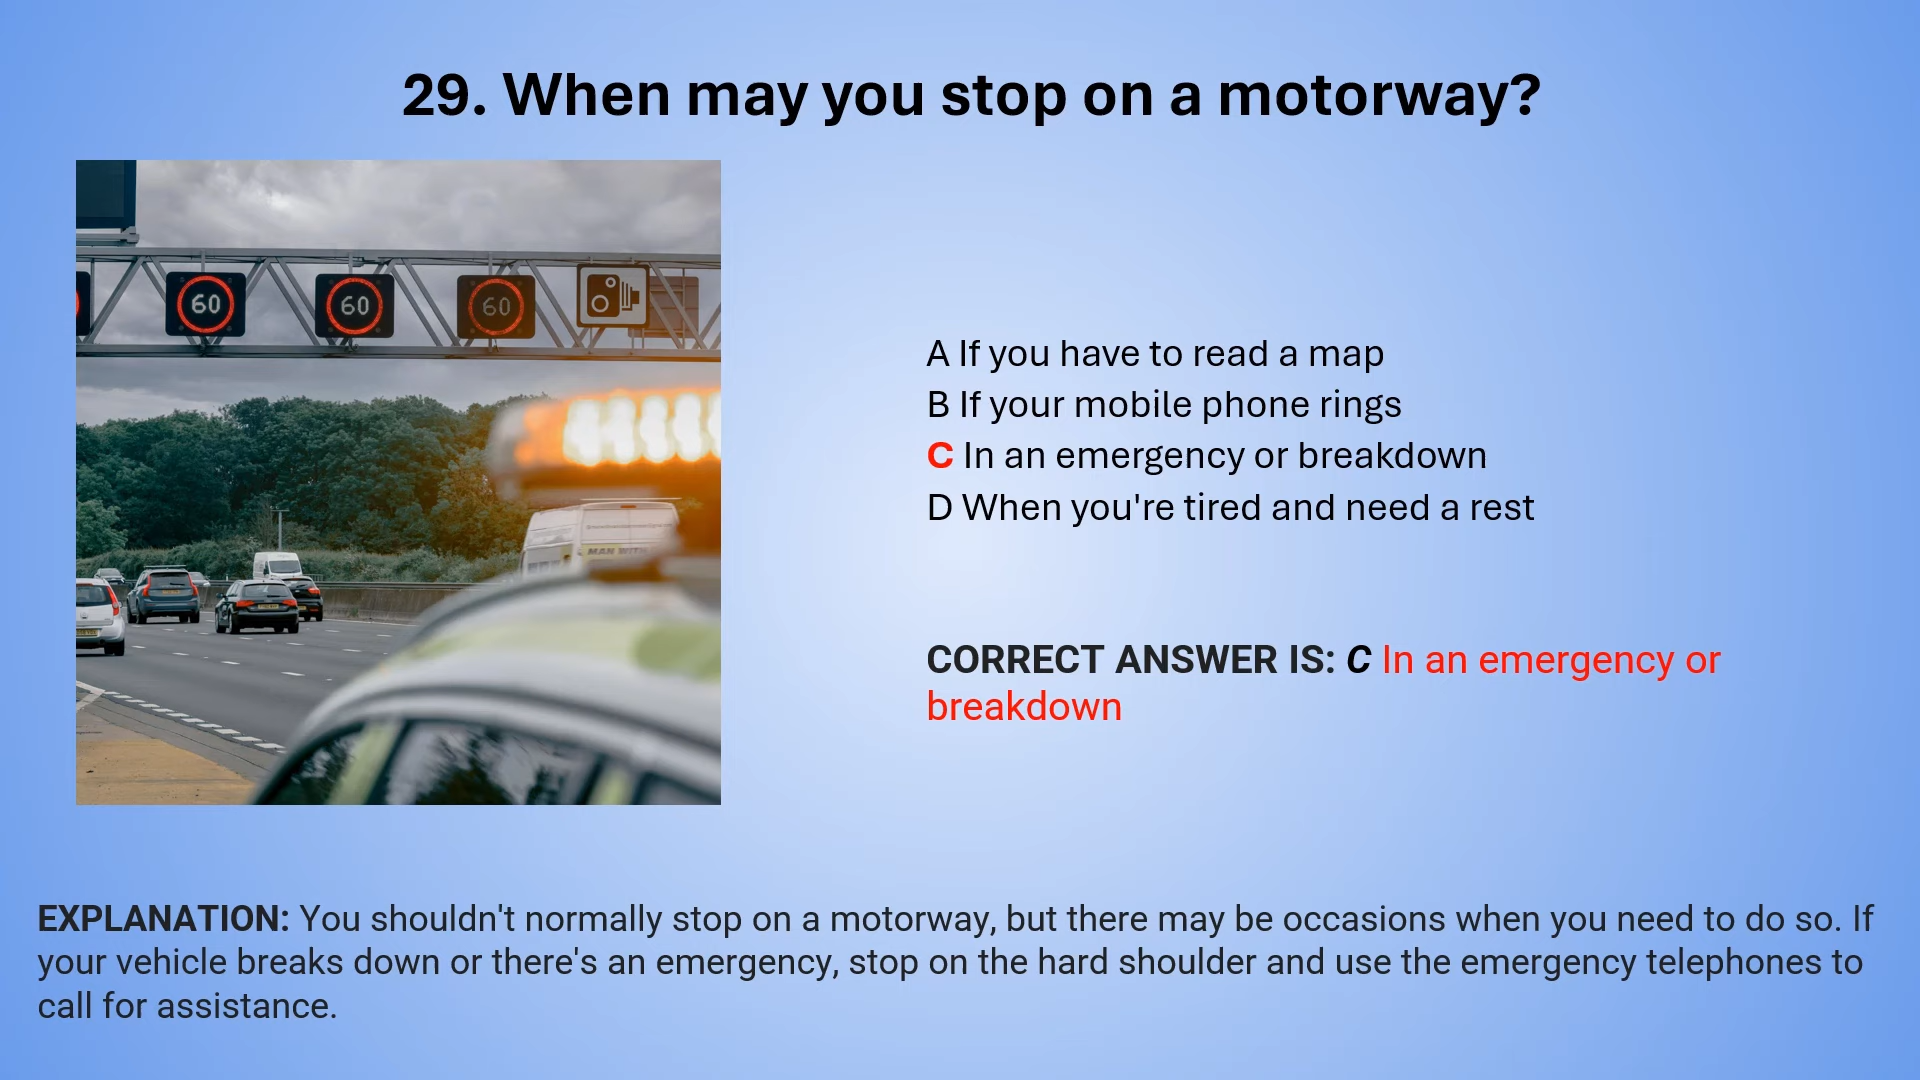 29. When may you stop on a motorway?
60
60
60
MAN WITH
A If you have to read a map
B If your mobile phone rings
C In an emergency or breakdown
D When you're tired and need a rest
CORRECT ANSWER IS: C In an emergency or
breakdown
EXPLANATION: You shouldn't normally stop on a motorway, but there may be occasions when you need to do so. If
your vehicle breaks down or there's an emergency, stop on the hard shoulder and use the emergency telephones to
call for assistance.